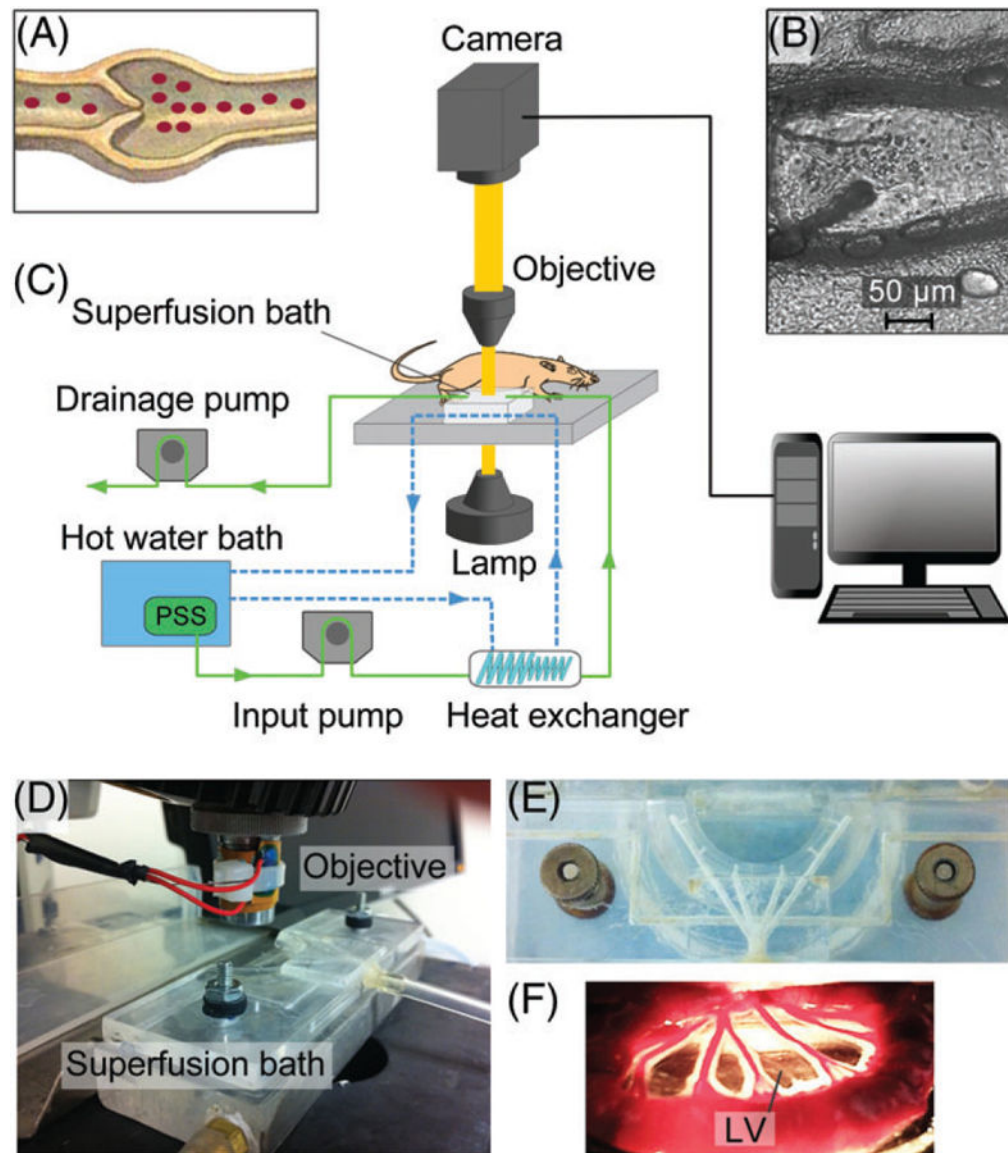 (A)
Camera
(B)
50 µm
(C)
Objective
Superfusion bath
Drainage pump
Hot water bath
PSS
Lamp
Input pump
Heat exchanger
(D)
Objective
Superfusion bath
(E)
(F)
LV